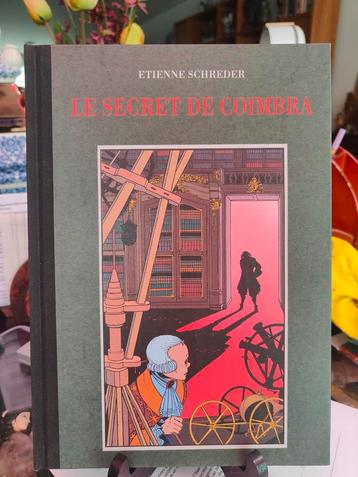 ETIENNE SCHREDER
LE SECRET DE COIMBRA